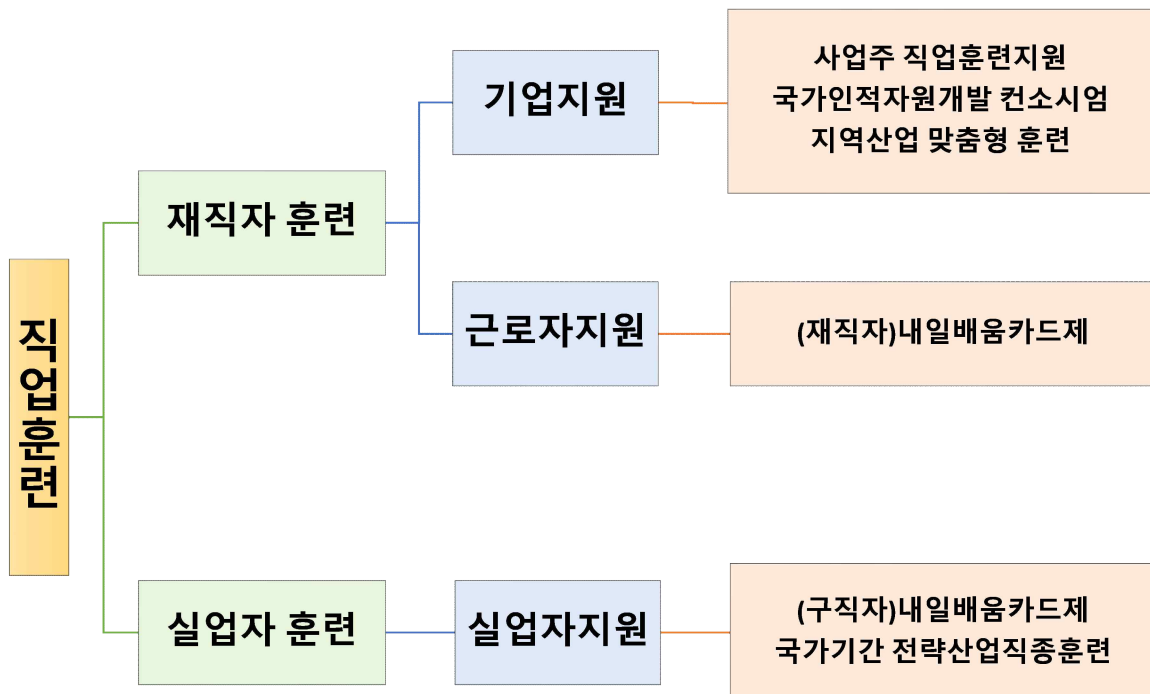 직업훈련
재직자 훈련
기업지원
사업주 직업훈련지원
국가인적자원개발 컨소시엄
지역산업 맞춤형 훈련
근로자지원
(재직자)내일배움카드제
실업자 훈련
실업자지원
(구직자)내일배움카드제
국가기간 전략산업직종훈련